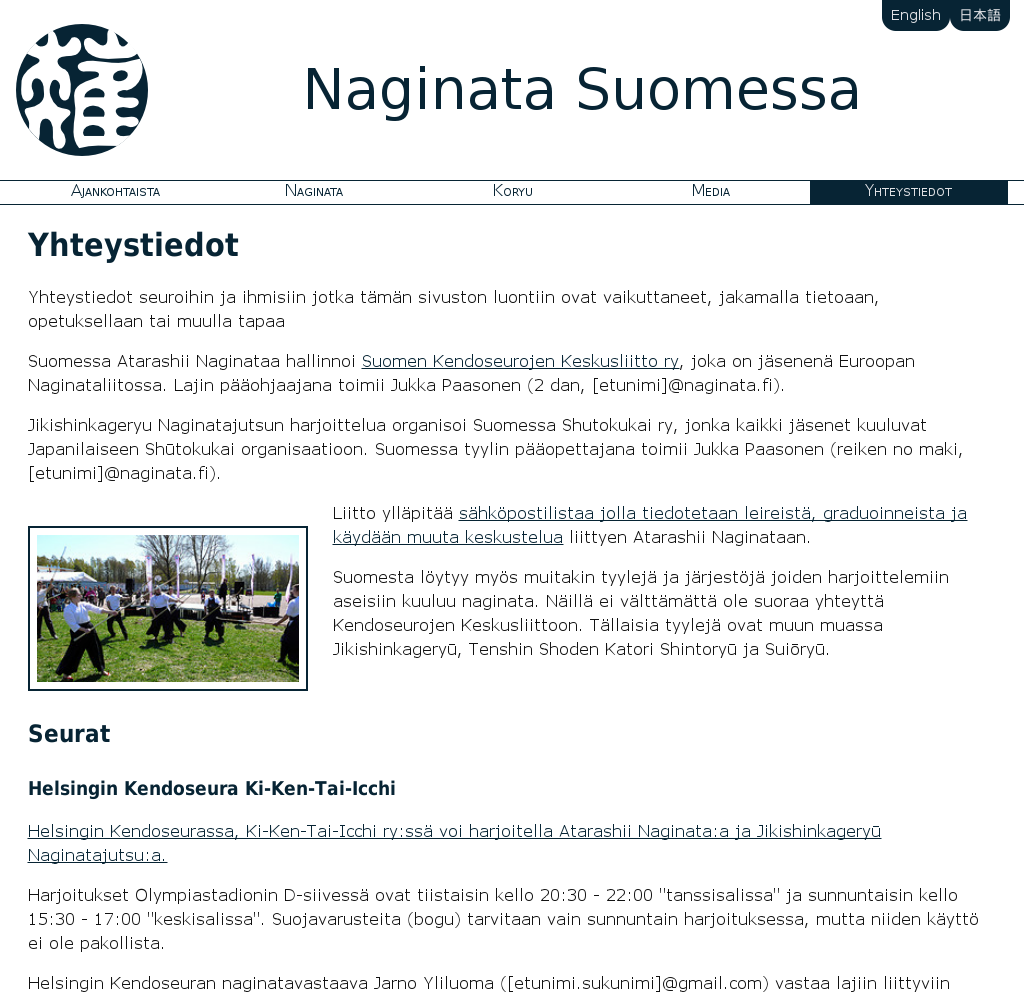 English 日本語
Naginata Suomessa
Ajankohtaista Naginata Koryu Media Yhteystiedot
Yhteystiedot
Yhteystiedot seuroihin ja ihmisiin jotka tämän sivuston luontiin ovat vaikuttaneet, jakamalla tietoaan,
opetuksellaan tai muulla tapaa
Suomessa Atarashii Naginataa hallinnoi Suomen Kendoseurojen Keskusliitto ry, joka on jäsenenä Euroopan
Naginataliitossa. Lajin pääohjaajana toimii Jukka Paasonen (2 dan, [etunimi]@naginata.fi).
Jikishinkageryu Naginatajutsun harjoittelua organisoi Suomessa Shutokukai ry, jonka kaikki jäsenet kuuluvat
Japanilaiseen Shūtokukai organisaatioon. Suomessa tyylin pääopettajana toimii Jukka Paasonen (reiken no maki,
[etunimi]@naginata.fi).
Liitto ylläpitää sähköpostilistaa jolla tiedotetaan leireistä, graduoinneista ja
käydään muuta keskustelua liittyen Atarashii Naginataan.
Suomesta löytyy myös muitakin tyylejä ja järjestöjä joiden harjoittelemiin
aseisiin kuuluu naginata. Näillä ei välttämättä ole suoraa yhteyttä
Kendoseurojen Keskusliittoon. Tällaisia tyylejä ovat muun muassa
Jikishinkageryū, Tenshin Shoden Katori Shintoryū ja Suiōryū.
Seurat
Helsingin Kendoseura Ki-Ken-Tai-Icchi
Helsingin Kendoseurassa, Ki-Ken-Tai-Icchi ry:ssä voi harjoitella Atarashii Naginata:a ja Jikishinkageryū
Naginatajutsu:a.
Harjoitukset Olympiastadionin D-siivessä ovat tiistaisin kello 20:30 - 22:00 "tanssisalissa" ja sunnuntaisin kello
15:30 - 17:00 "keskisalissa". Suojavarusteita (bogu) tarvitaan vain sunnuntain harjoituksessa, mutta niiden käyttö
ei ole pakollista.
Helsingin Kendoseuran naginatavastaava Jarno Yliluoma ([etunimi.sukunimi]@gmail.com) vastaa lajiin liittyviin